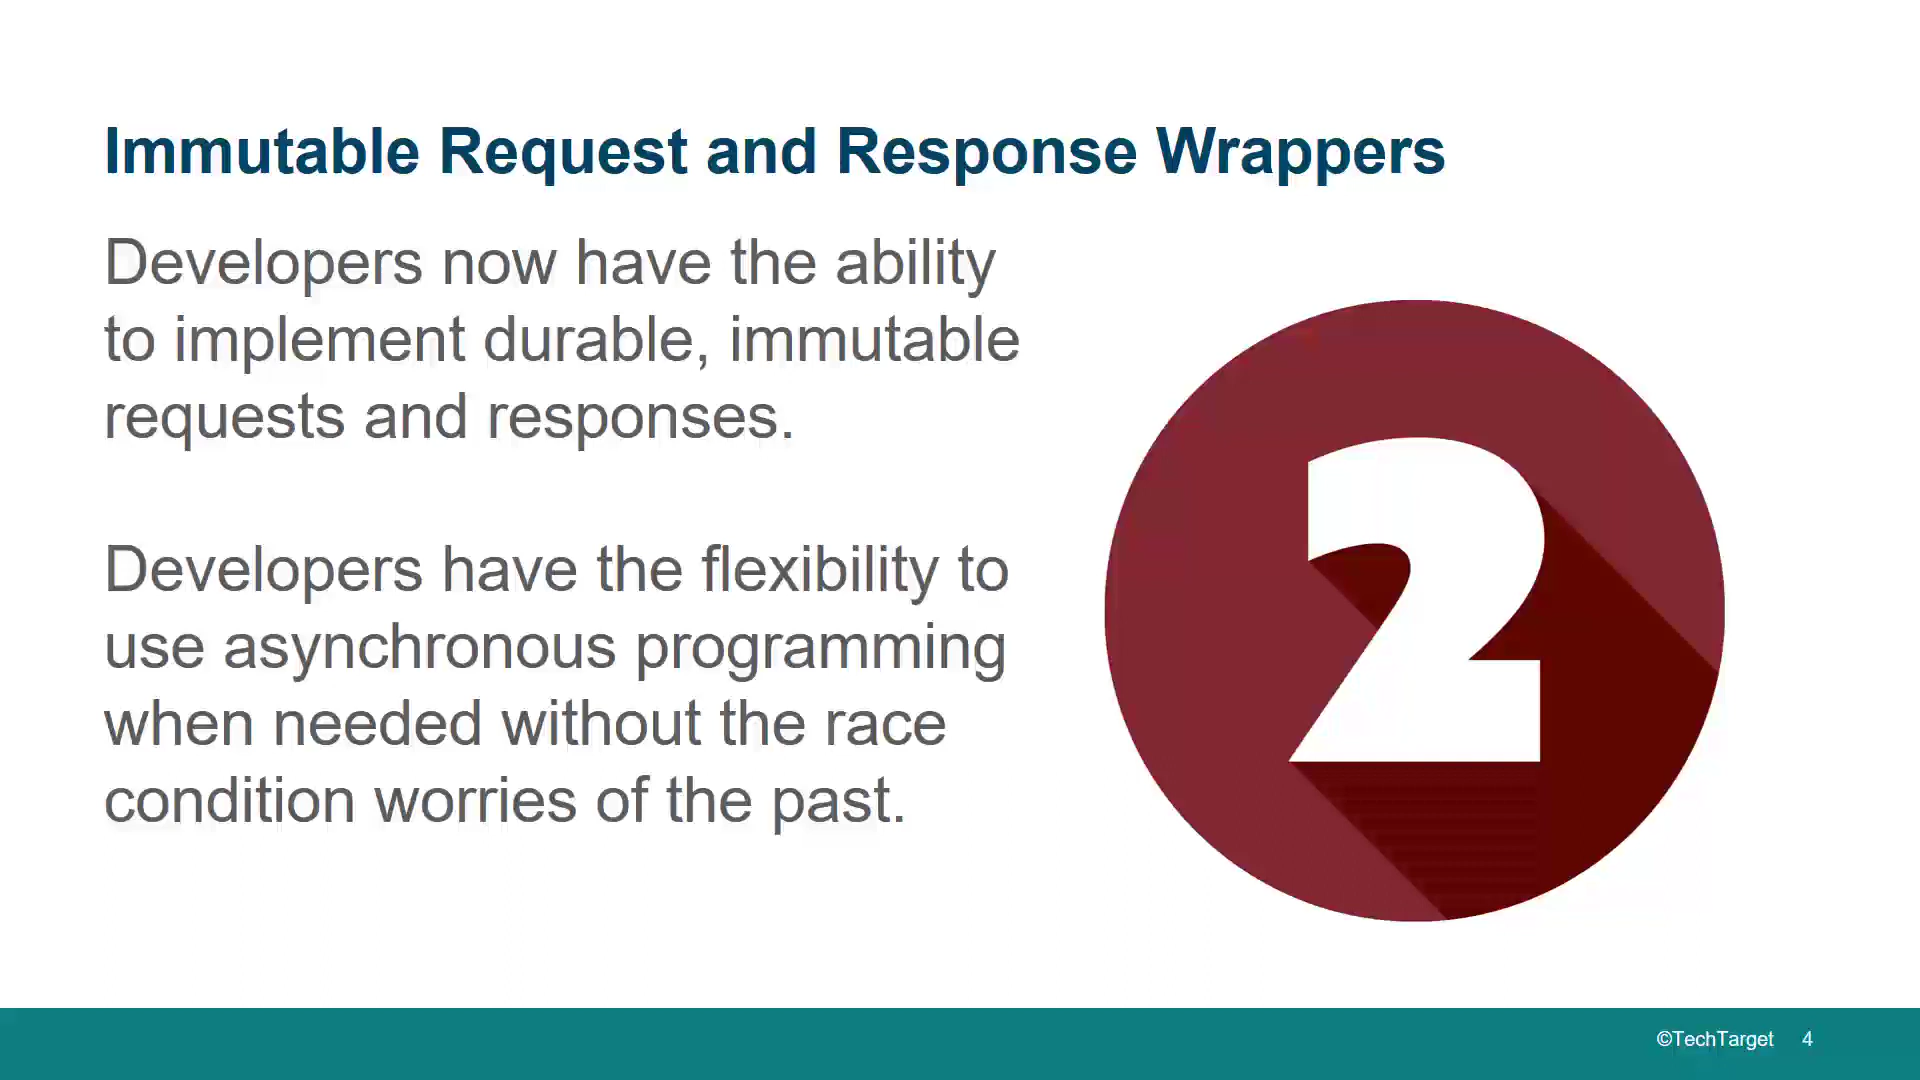 Immutable Request and Response Wrappers
Developers now have the ability
to implement durable, immutable
requests and responses.
Developers have the flexibility to
use asynchronous programming
when needed without the race
condition worries of the past.
2
©TechTarget 4